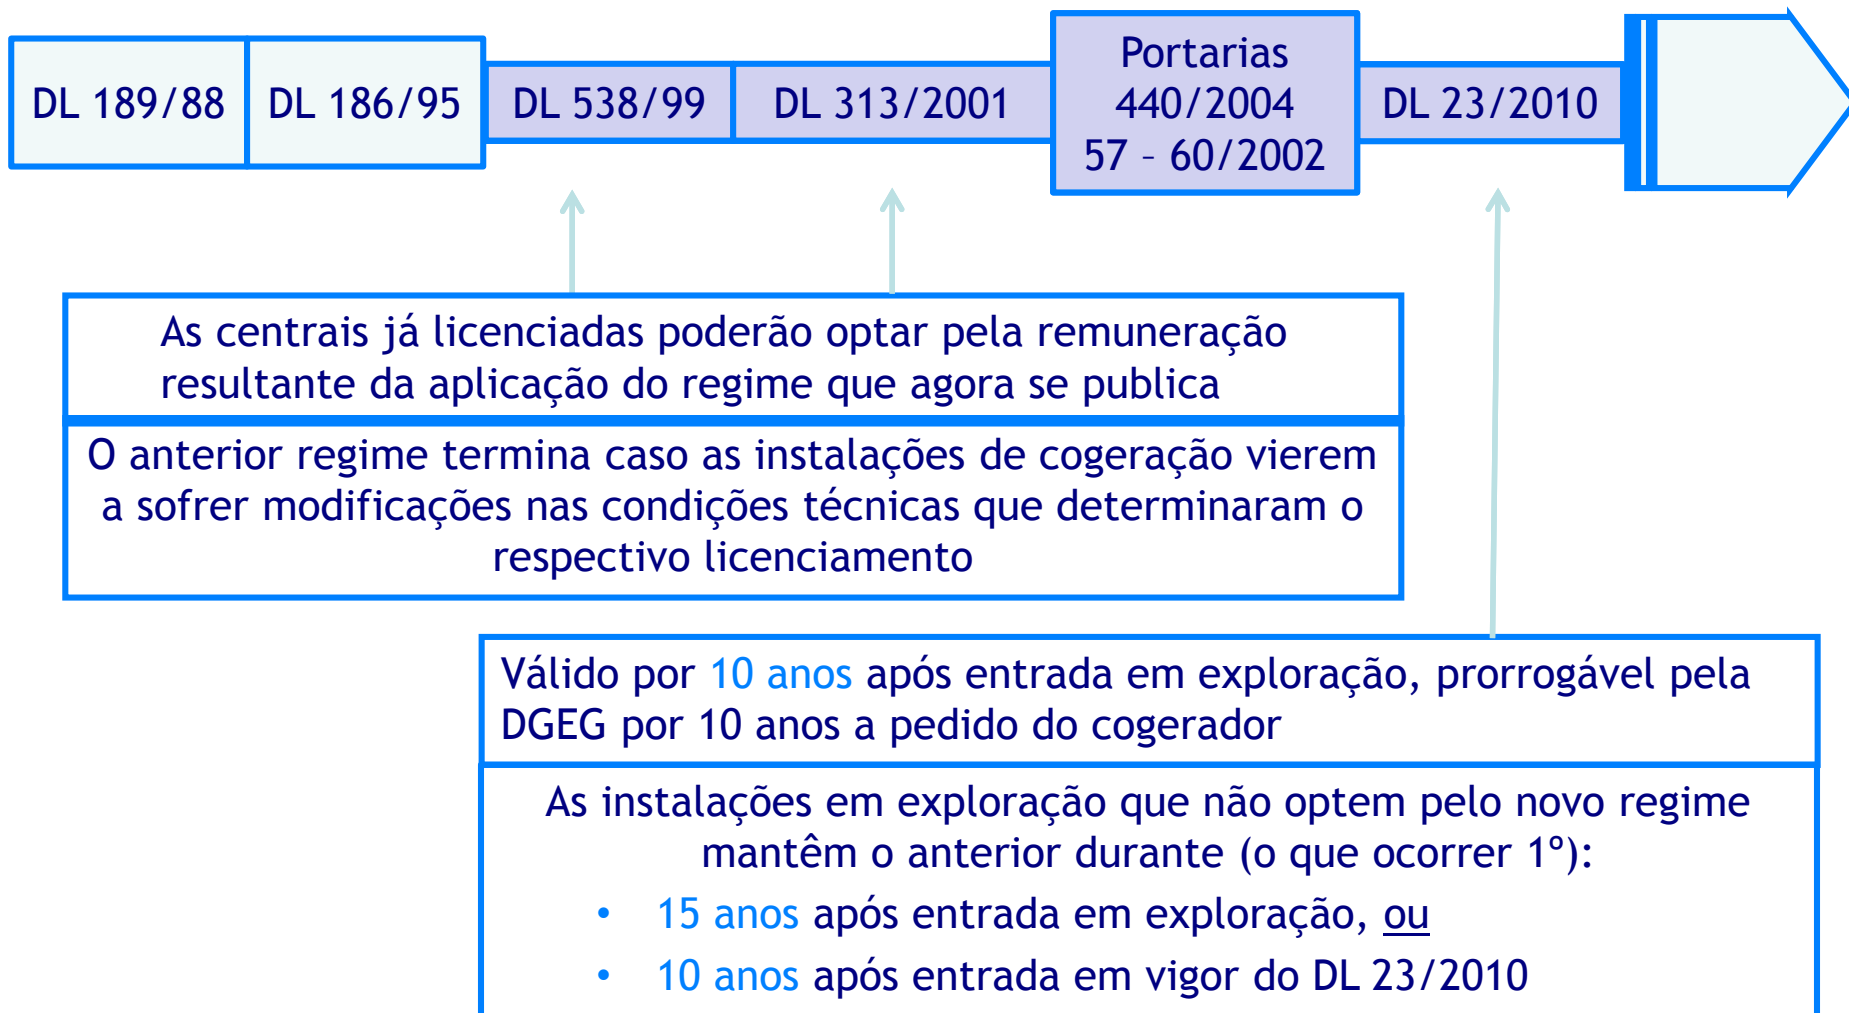 DL 189/88
DL 186/95
DL 538/99
DL 313/2001
Portarias
440/2004
57 – 60/2002
DL 23/2010
As centrais já licenciadas poderão optar pela remuneração
resultante da aplicação do regime que agora se publica
O anterior regime termina caso as instalações de cogeração vierem
a sofrer modificações nas condições técnicas que determinaram o
respectivo licenciamento
Válido por 10 anos após entrada em exploração, prorrogável pela
DGEG por 10 anos a pedido do cogerador
As instalações em exploração que não optem pelo novo regime
mantêm o anterior durante (o que ocorrer 1º):
• 15 anos após entrada em exploração, ou
• 10 anos após entrada em vigor do DL 23/2010